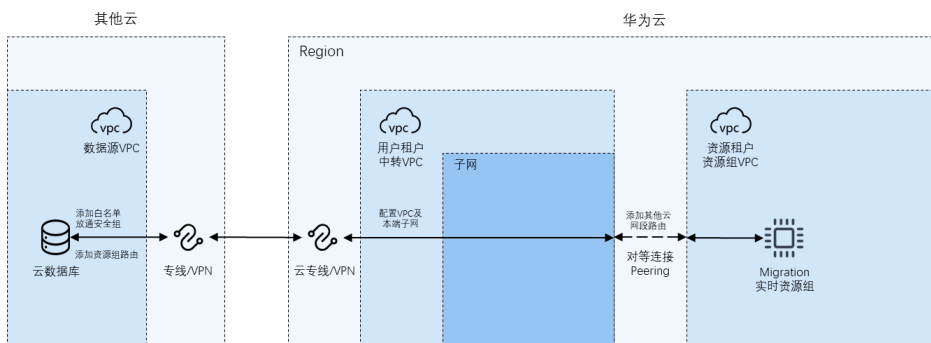 其他云
华为云
Region
vpc
数据源VPC
vpc
用户租户
中转VPC
vpc
资源租户
资源组VPC
子网
添加白名单
放通安全组
添加资源组路由
云数据库
专线/VPN
云专线/VPN
配置VPC及
本端子网
添加其他云
网段路由
对等连接
Peering
Migration
实时资源组